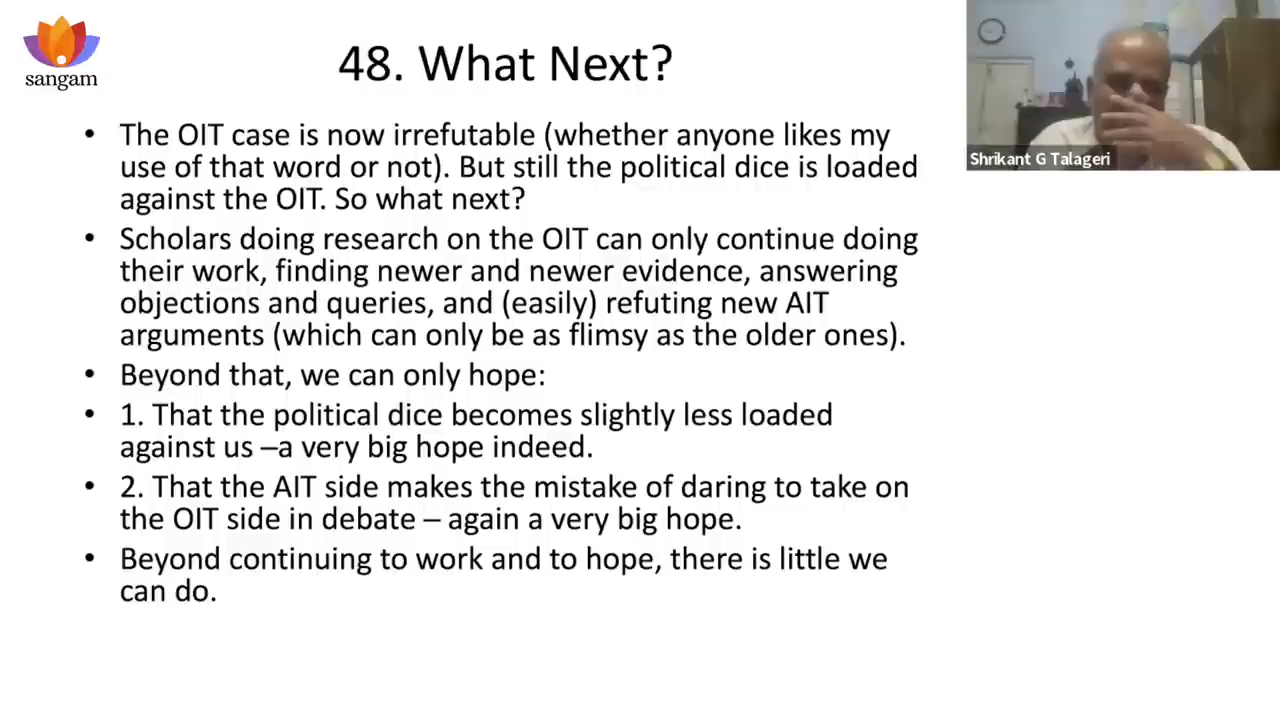 sangam
48. What Next?
• The OIT case is now irrefutable (whether anyone likes my
use of that word or not). But still the political dice is loaded
against the OIT. So what next?
• Scholars doing research on the OIT can only continue doing
their work, finding newer and newer evidence, answering
objections and queries, and (easily) refuting new AIT
arguments (which can only be as flimsy as the older ones).
• Beyond that, we can only hope:
• 1. That the political dice becomes slightly less loaded
against us –a very big hope indeed.
• 2. That the AIT side makes the mistake of daring to take on
the OIT side in debate – again a very big hope.
• Beyond continuing to work and to hope, there is little we
can do.
Shrikant G Talageri